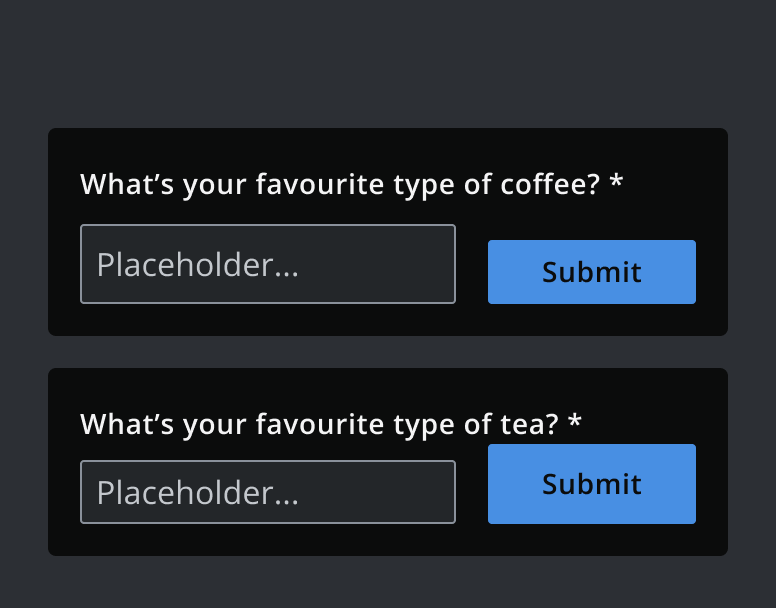 What’s your favourite type of coffee? *
Placeholder...
Submit
What’s your favourite type of tea? *
Placeholder...
Submit